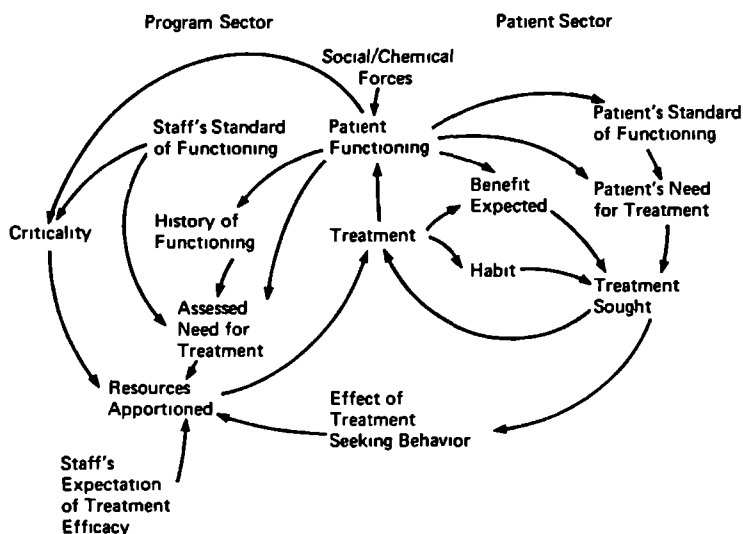 Program Sector
Patient Sector
Social/Chemical
Forces
Staff's Standard
of Functioning
Patient
Functioning
Patient's Standard
of Functioning
Benefit
Expected
Patient's Need
for Treatment
Criticality
History of
Functioning
Treatment
Habit
Treatment
Sought
Assessed
Need for
Treatment
Resources
Apportioned
Effect of
Treatment
Seeking Behavior
Staff's
Expectation
of Treatment
Efficacy